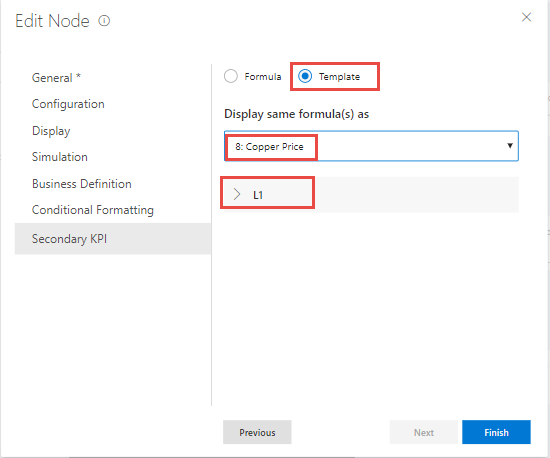 Edit Node
General *
Configuration
Display
Simulation
Business Definition
Conditional Formatting
Secondary KPI
Formula Template
Display same formula(s) as
8: Copper Price
L1
Previous Next Finish